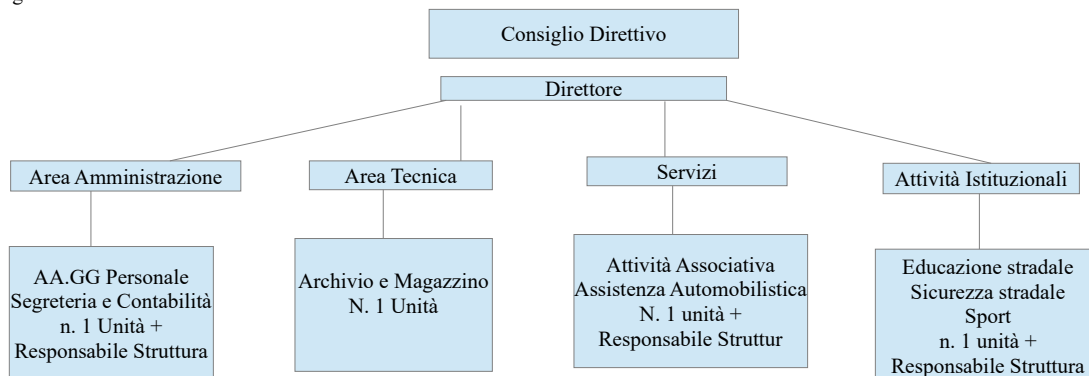 g
Consiglio Direttivo
Direttore
Area Amministrazione
Area Tecnica
Servizi
Attività Istituzionali
AA.GG Personale
Segreteria e Contabilità
n. 1 Unità +
Responsabile Struttura
Archivio e Magazzino
N. 1 Unità
Attività Associativa
Assistenza Automobilistica
N. 1 unità +
Responsabile Struttur
Educazione stradale
Sicurezza stradale
Sport
n. 1 unità +
Responsabile Struttura